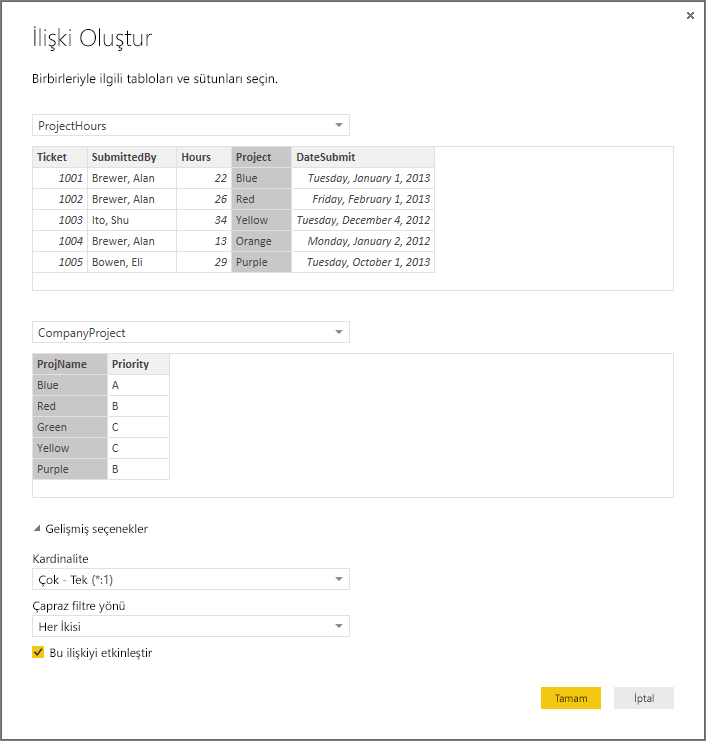 İlişki Oluştur
Birbirleriyle ilgili tabloları ve sütunları seçin.
ProjectHours
Ticket SubmittedBy Hours Project DateSubmit
1001 Brewer, Alan 22 Blue Tuesday, January 1, 2013
1002 Brewer, Alan 26 Red Friday, February 1, 2013
1003 Ito, Shu 34 Yellow Tuesday, December 4, 2012
1004 Brewer, Alan 13 Orange Monday, January 2, 2012
1005 Bowen, Eli 29 Purple Tuesday, October 1, 2013
CompanyProject
ProjName Priority
Blue A
Red B
Green C
Yellow C
Purple B
Gelişmiş seçenekler
Kardinalite
Çok - Tek (*:1)
Çapraz filtre yönü
Her İkisi
Bu ilişkiyi etkinleştir
Tamam İptal